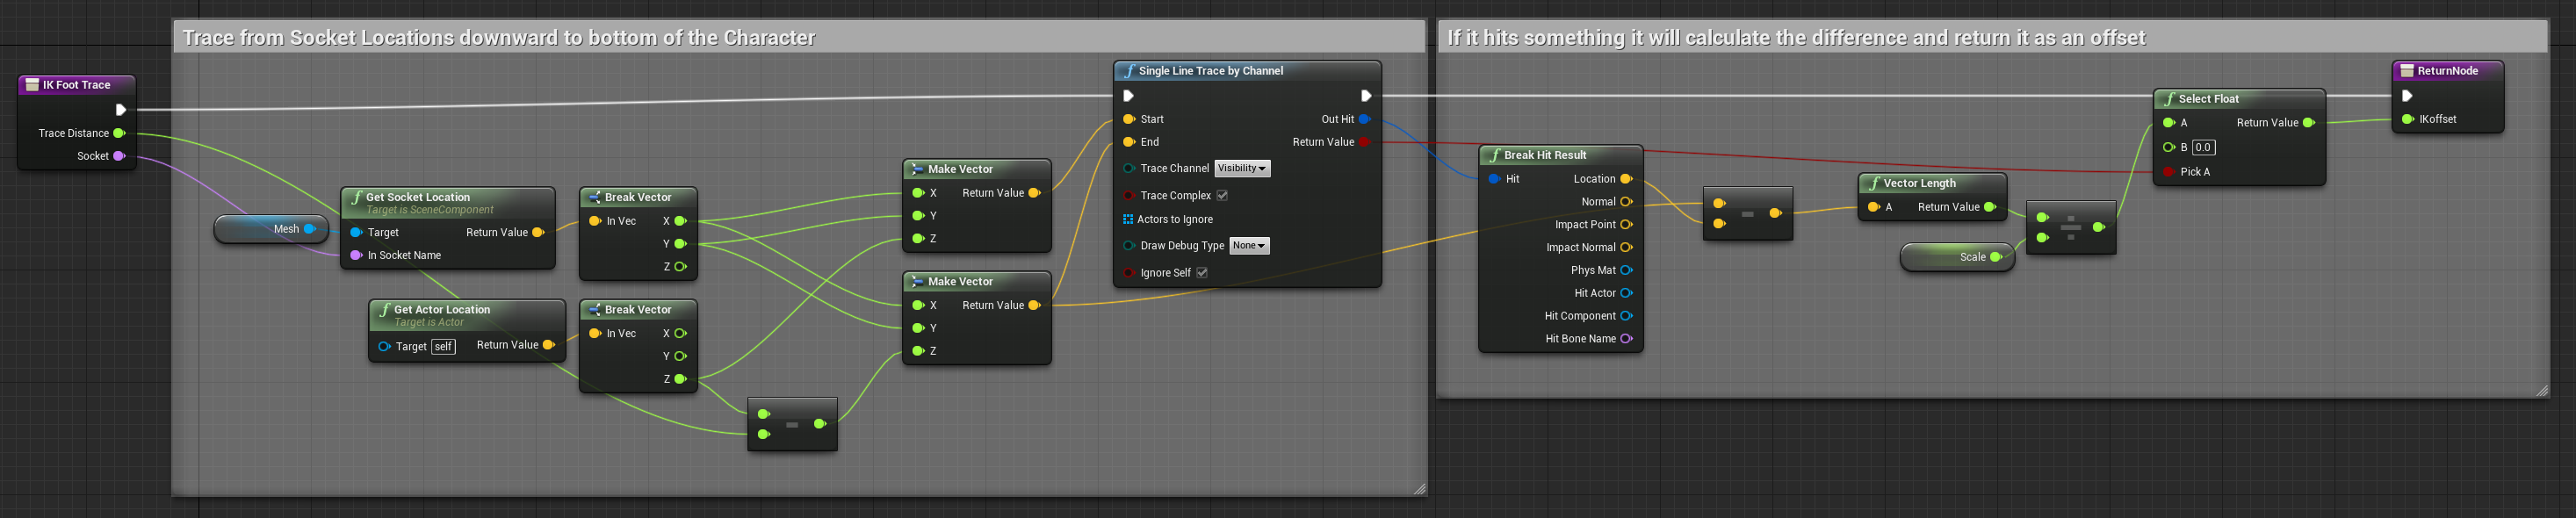 Trace from Socket Locations downward to bottom of the Character
If it hits something it will calculate the difference and return it as an offset
IK Foot Trace
Trace Distance
Socket
Mesh
Get Socket Location
Target is SceneComponent
Target
Return Value
In Socket Name
Get Actor Location
Target is Actor
Target self
Return Value
Break Vector
In Vec
X
Y
Z
Break Vector
In Vec
X
Y
Z
-
Make Vector
X
Return Value
Y
Z
Make Vector
X
Return Value
Y
Z
Single Line Trace by Channel
Start
Out Hit
End
Return Value
Trace Channel Visibility
Trace Complex
Actors to Ignore
Draw Debug Type None
Ignore Self
Break Hit Result
Hit
Location
Normal
Impact Point
Impact Normal
Phys Mat
Hit Actor
Hit Component
Hit Bone Name
-
Vector Length
A
Return Value
Scale
÷
Select Float
A
Return Value
B 0.0
Pick A
ReturnNode
IKoffset